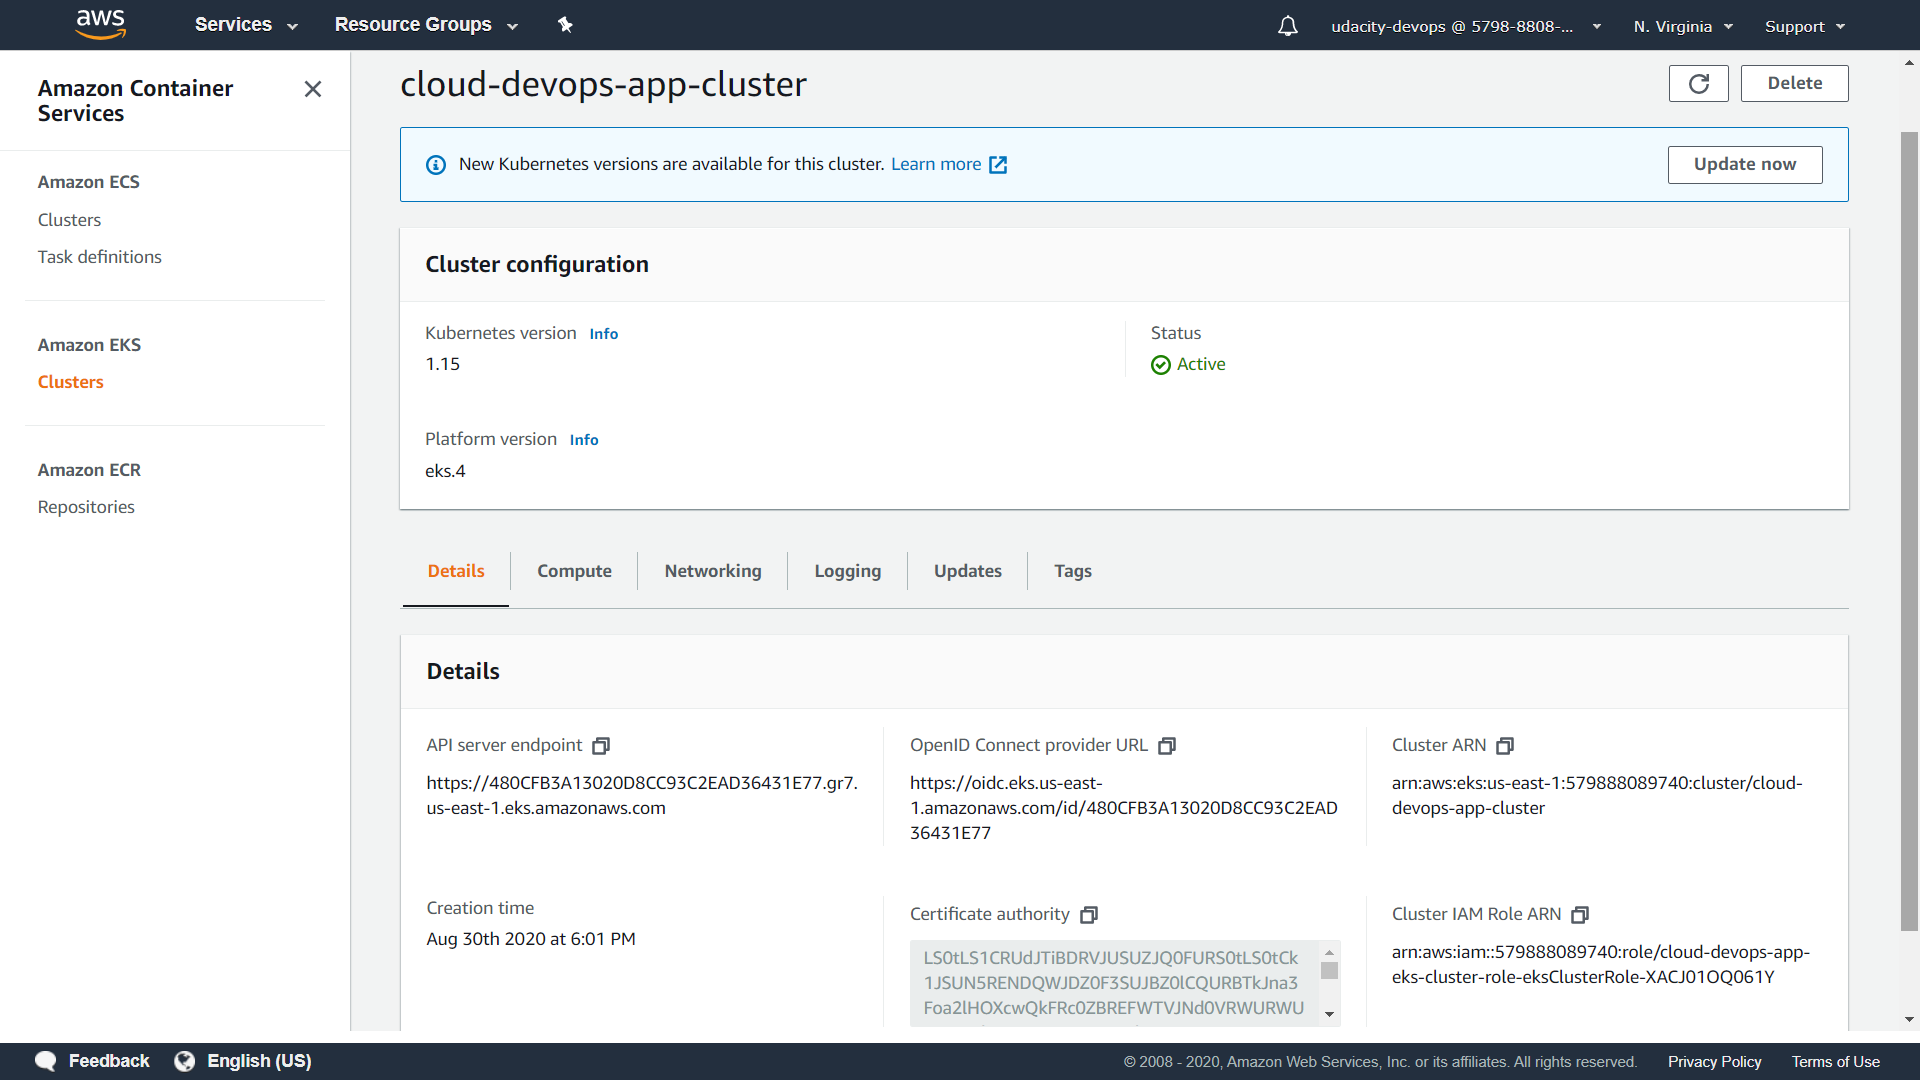 aws
Services
Resource Groups
udacity-devops @ 5798-8808-...
N. Virginia
Support
Amazon Container
Services
Amazon ECS
Clusters
Task definitions
Amazon EKS
Clusters
Amazon ECR
Repositories
cloud-devops-app-cluster
Delete
New Kubernetes versions are available for this cluster. Learn more
Update now
Cluster configuration
Kubernetes version Info
1.15
Status
Active
Platform version Info
eks.4
Details
Compute
Networking
Logging
Updates
Tags
Details
API server endpoint
https://480CFB3A13020D8CC93C2EAD36431E77.gr7.
us-east-1.eks.amazonaws.com
OpenID Connect provider URL
https://oidc.eks.us-east-
1.amazonaws.com/id/480CFB3A13020D8CC93C2EAD
36431E77
Cluster ARN
arn:aws:eks:us-east-1:579888089740:cluster/cloud-
devops-app-cluster
Creation time
Aug 30th 2020 at 6:01 PM
Certificate authority
LS0tLS1CRUdJTiBDRVJUSUZJQ0FURS0tLS0tCk
1JSUN5RENDQWJDZ0F3SUJBZ0lCQURBTkJna3
Foa2lHOXcwQkFRc0ZBREFWTVJNd0VRWURWU
Cluster IAM Role ARN
arn:aws:iam::579888089740:role/cloud-devops-app-
eks-cluster-role-eksClusterRole-XACJ01OQ061Y
Feedback
English (US)
© 2008 - 2020, Amazon Web Services, Inc. or its affiliates. All rights reserved.
Privacy Policy
Terms of Use